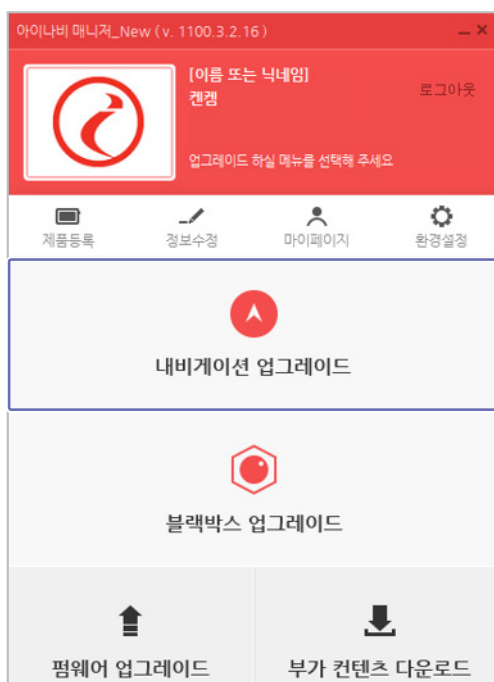 아이나비 매니저_New ( v. 1100.3.2.16 )
[이름 또는 닉네임]
켄켐
로그아웃
업그레이드 하실 메뉴를 선택해 주세요
제품등록 정보수정 마이페이지 환경설정
내비게이션 업그레이드
블랙박스 업그레이드
펌웨어 업그레이드 부가 컨텐츠 다운로드